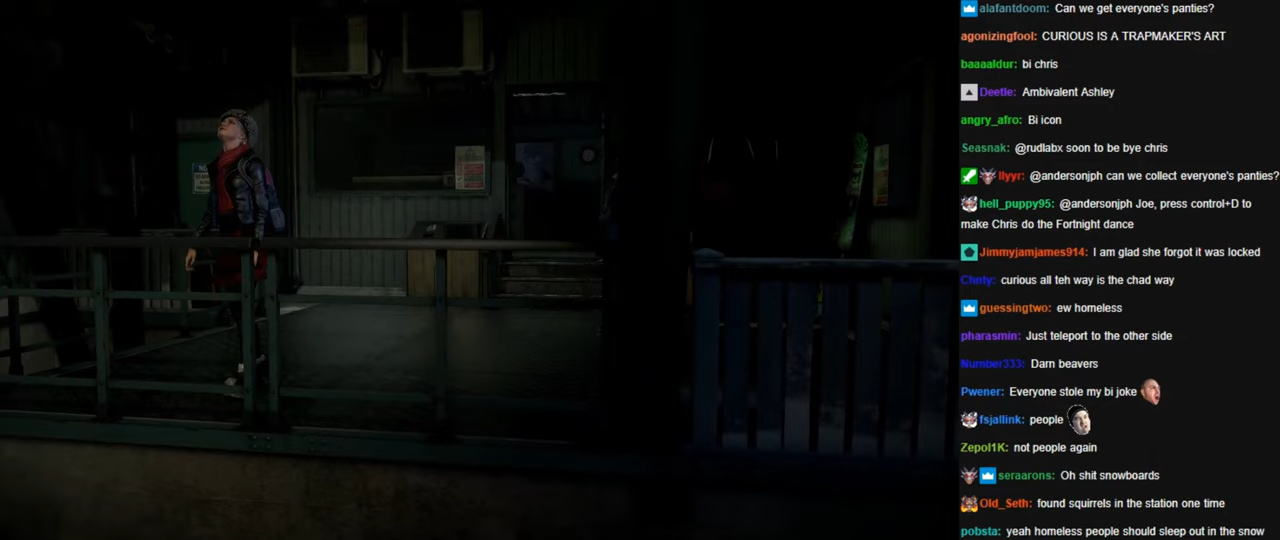 alafantdoom: Can we get everyone's panties?
agonizingfool: CURIOUS IS A TRAPMAKER'S ART
baaaaldur: bi chris
Deetle: Ambivalent Ashley
angry_afro: Bi icon
Seasnak: @rudlabx soon to be bye chris
llyyr: @andersonjph can we collect everyone's panties?
hell_puppy95: @andersonjph Joe, press control+D to
make Chris do the Fortnight dance
Jimmyjamjames914: I am glad she forgot it was locked
Chnty: curious all teh way is the chad way
guessingtwo: ew homeless
pharasmin: Just teleport to the other side
Number333: Darn beavers
Pwener: Everyone stole my bi joke
fsjallink: people
Zepol1K: not people again
seraarons: Oh shit snowboards
Old_Seth: found squirrels in the station one time
pobsta: yeah homeless people should sleep out in the snow